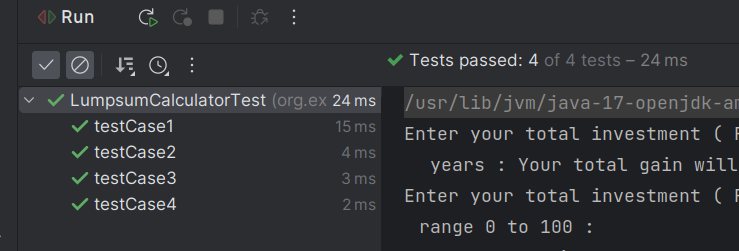 Run
Tests passed: 4 of 4 tests – 24 ms
LumpsumCalculatorTest (org.ex 24 ms
testCase1 15 ms
testCase2 4 ms
testCase3 3 ms
testCase4 2 ms
/usr/lib/jvm/java-17-openjdk-am
Enter your total investment (
years : Your total gain will
Enter your total investment (
range 0 to 100 :